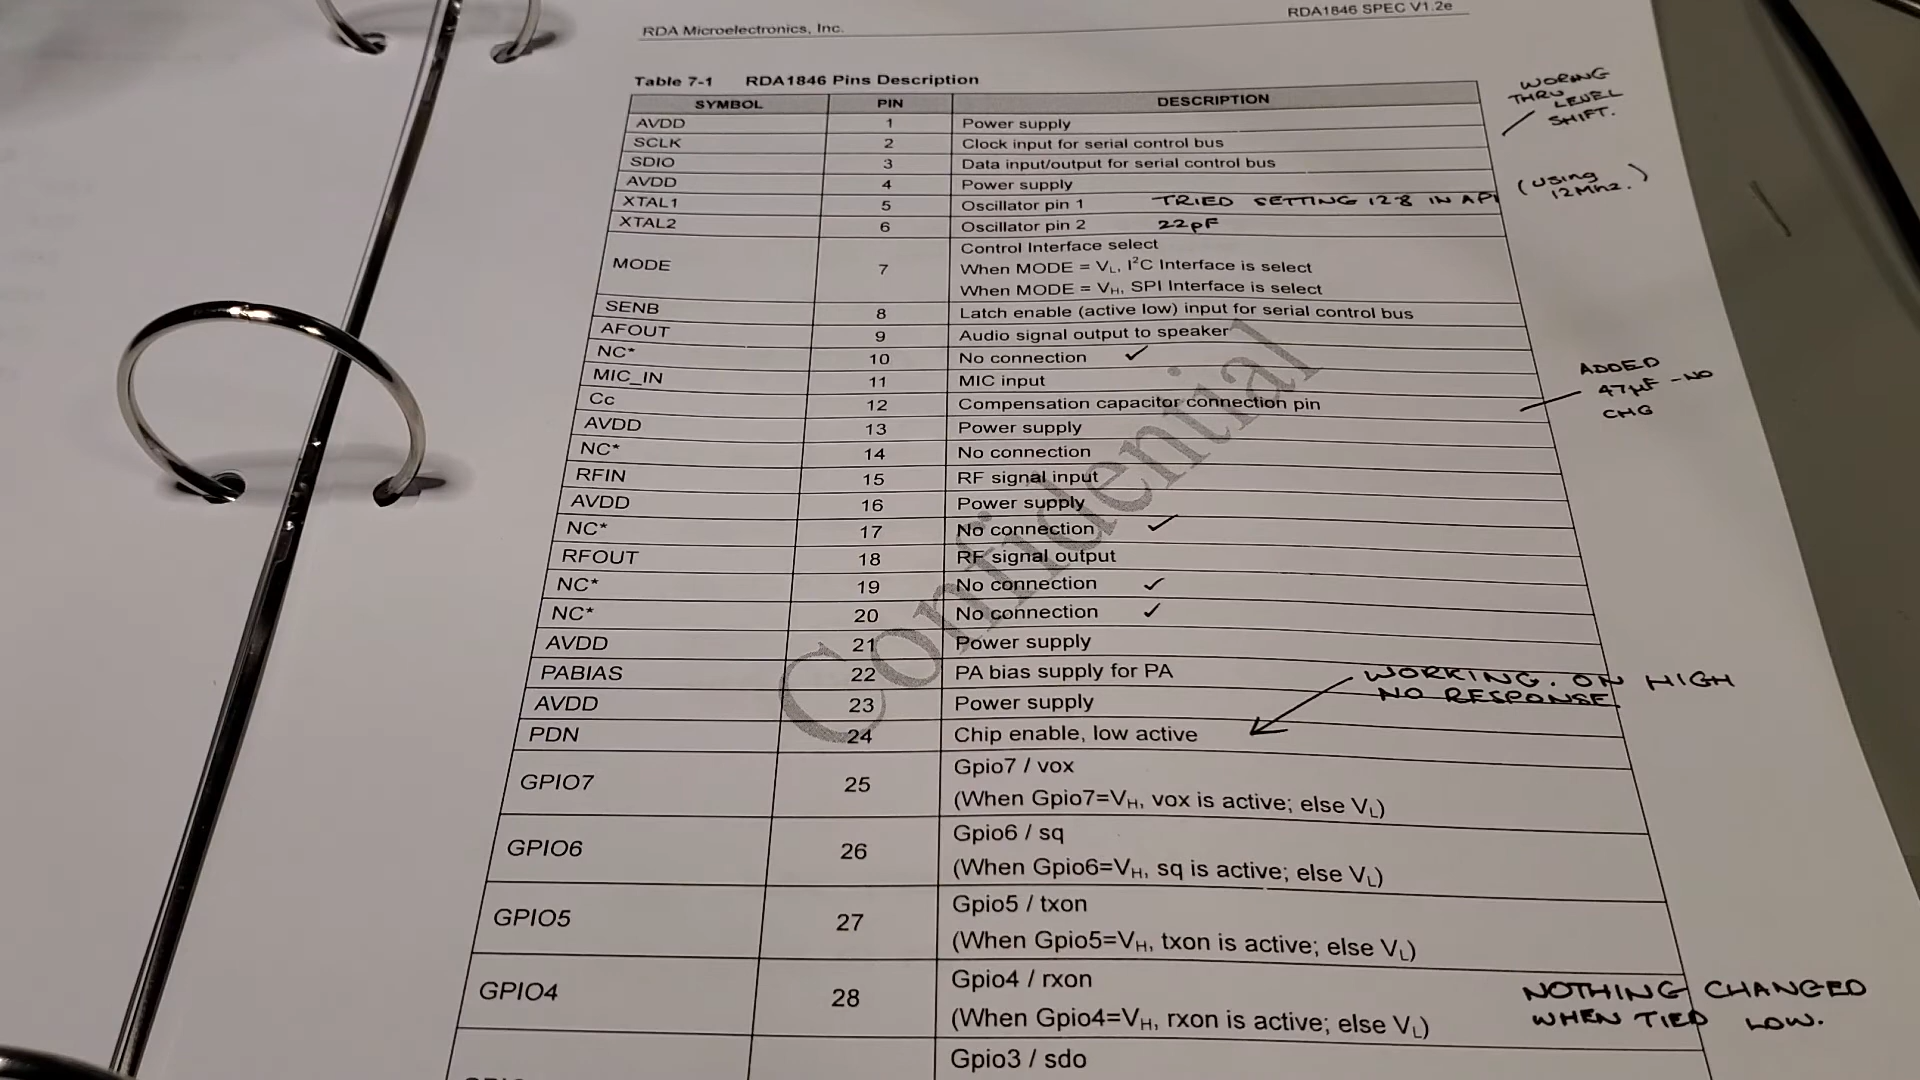 RDA Microelectronics, Inc. RDA1846 SPEC V1.2e
Table 7-1 RDA1846 Pins Description
SYMBOL PIN DESCRIPTION
WORING
THRU LEVEL
SHIFT.
AVDD 1 Power supply
SCLK 2 Clock input for serial control bus
SDIO 3 Data input/output for serial control bus
AVDD 4 Power supply
XTAL1 5 Oscillator pin 1 TRIED SETTING 128 IN API
(USING
12MHZ.)
XTAL2 6 Oscillator pin 2 22pF
MODE 7 Control Interface select
When MODE = VL, I²C Interface is select
When MODE = VH, SPI Interface is select
SENB 8 Latch enable (active low) input for serial control bus
AFOUT 9 Audio signal output to speaker
NC* 10 No connection ✓
MIC_IN 11 MIC input
Cc 12 Compensation capacitor connection pin
ADDED
47µF - NO
CHG
AVDD 13 Power supply
NC* 14 No connection
RFIN 15 RF signal input
AVDD 16 Power supply
NC* 17 No connection ✓
RFOUT 18 RF signal output
NC* 19 No connection ✓
NC* 20 No connection ✓
AVDD 21 Power supply
PABIAS 22 PA bias supply for PA
WORKING. ON HIGH
NO RESPONSE.
AVDD 23 Power supply
PDN 24 Chip enable, low active
GPIO7 25 Gpio7 / vox
(When Gpio7=VH, vox is active; else VL)
GPIO6 26 Gpio6 / sq
(When Gpio6=VH, sq is active; else VL)
GPIO5 27 Gpio5 / txon
(When Gpio5=VH, txon is active; else VL)
GPIO4 28 Gpio4 / rxon
(When Gpio4=VH, rxon is active; else VL)
NOTHING CHANGED
WHEN TIED LOW.
Gpio3 / sdo
Confidential